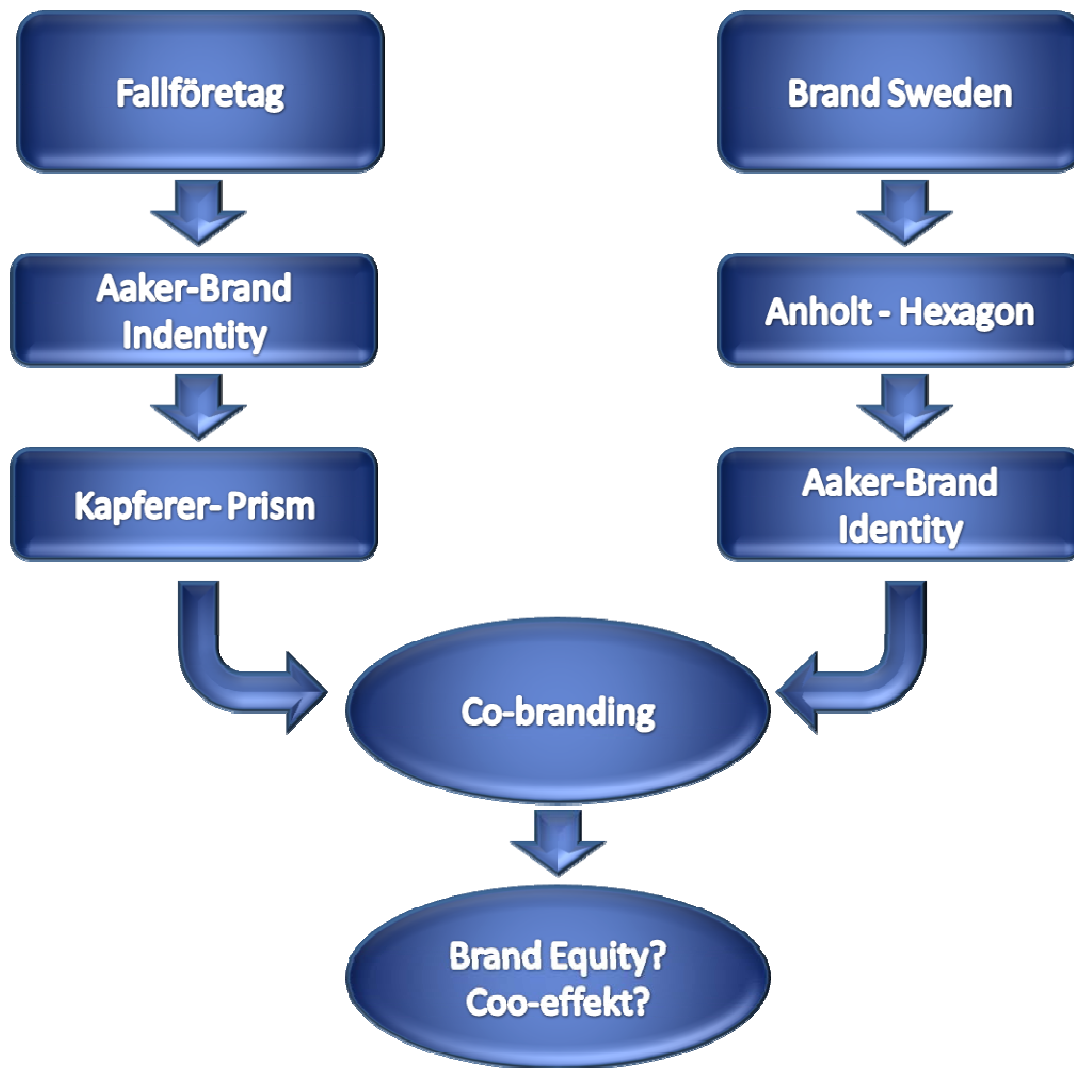 Fallföretag
Brand Sweden
Aaker-Brand
Indentity
Anholt - Hexagon
Kapferer- Prism
Aaker-Brand
Identity
Co-branding
Brand Equity?
Coo-effekt?